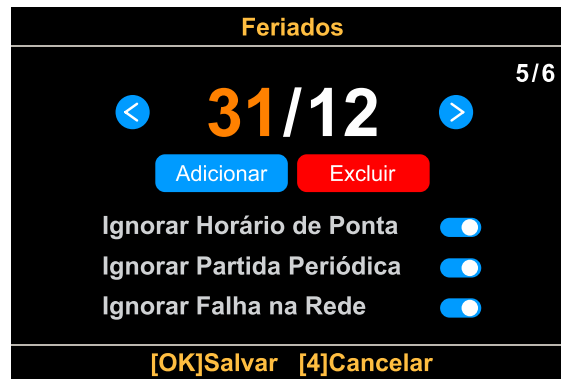 Feriados
5/6
31/12
Adicionar Excluir
Ignorar Horário de Ponta
Ignorar Partida Periódica
Ignorar Falha na Rede
[OK]Salvar [4]Cancelar